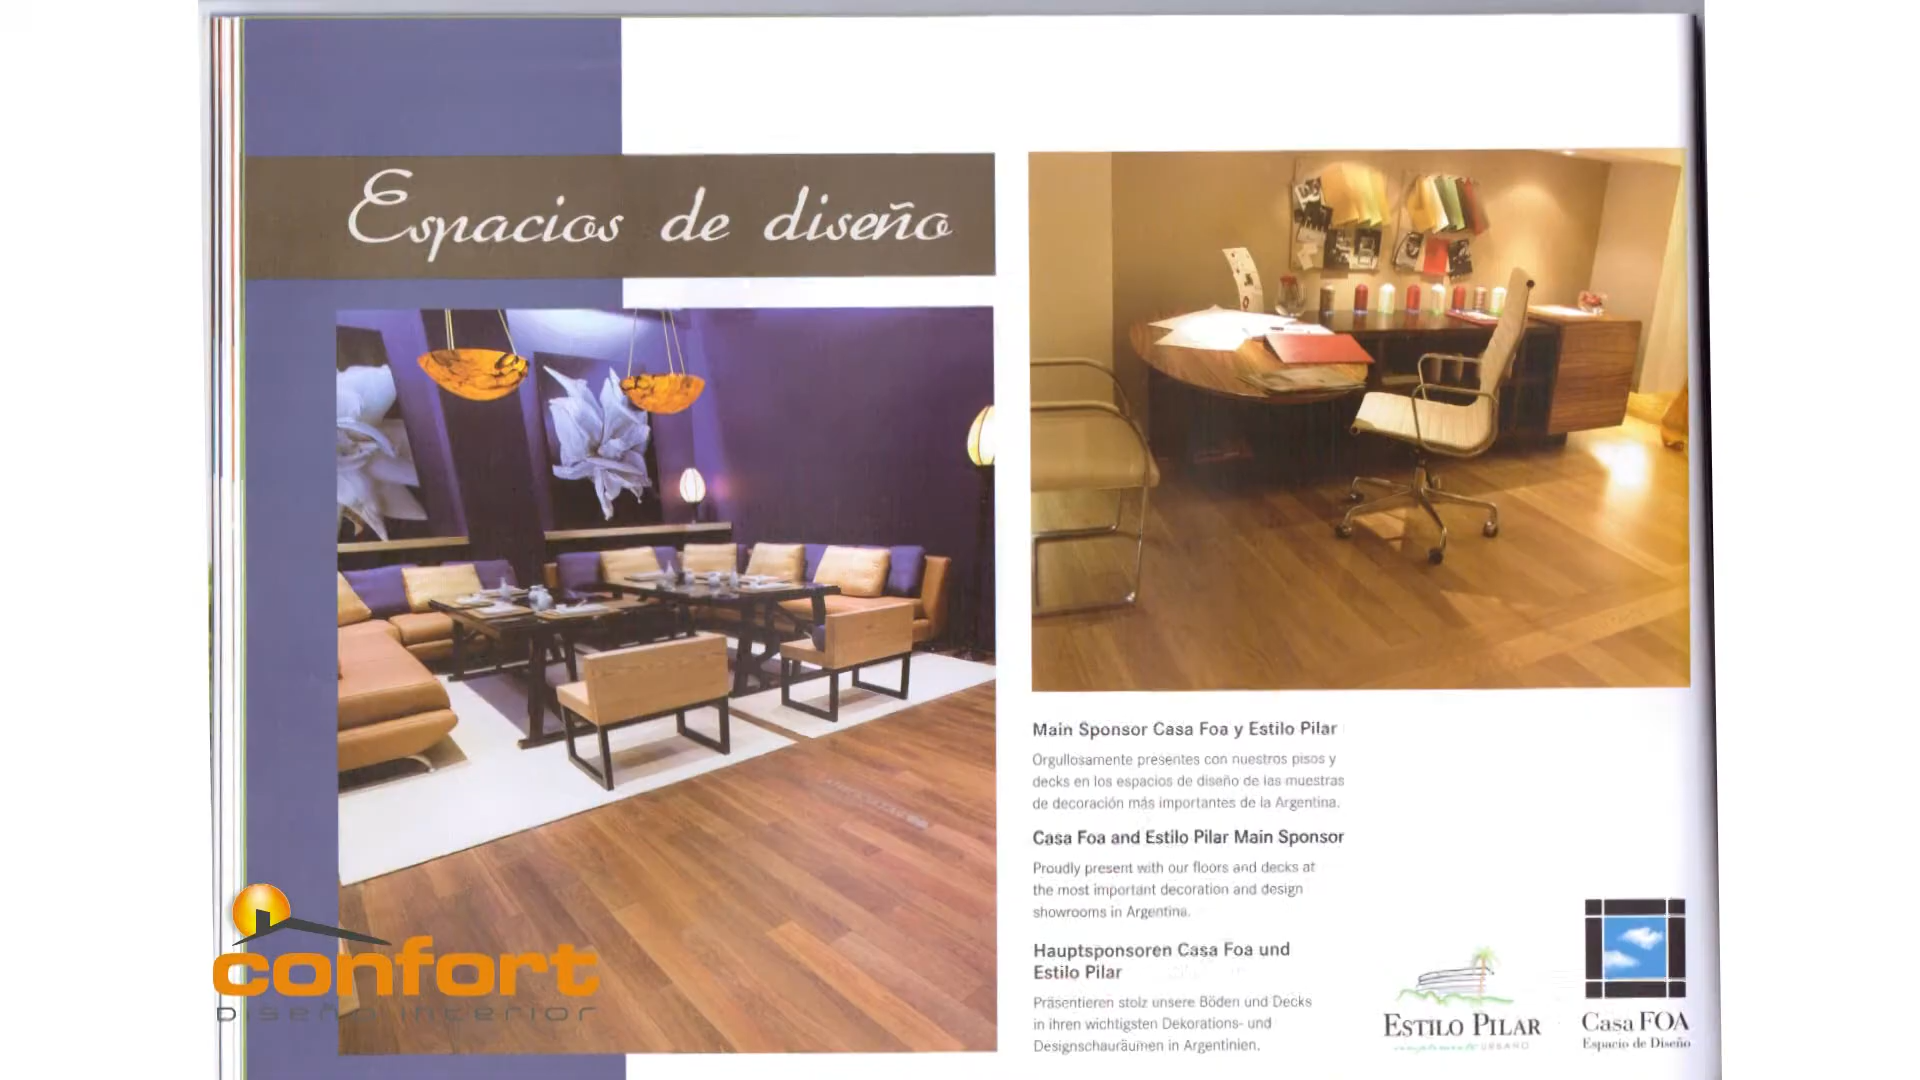 Espacios de diseño
Main Sponsor Casa Foa y Estilo Pilar
Orgullosamente presentes con nuestros pisos y
decks en los espacios de diseño de las muestras
de decoración más importantes de la Argentina.
Casa Foa and Estilo Pilar Main Sponsor
Proudly present with our floors and decks at
the most important decoration and design
showrooms in Argentina.
Hauptsponsoren Casa Foa und
Estilo Pilar
Präsentieren stolz unsere Böden und Decks
in ihren wichtigsten Dekorations- und
Designschauräumen in Argentinien.
ESTILO PILAR
URBANO
Casa FOA
Espacio de Diseño
confort
Diseño interior